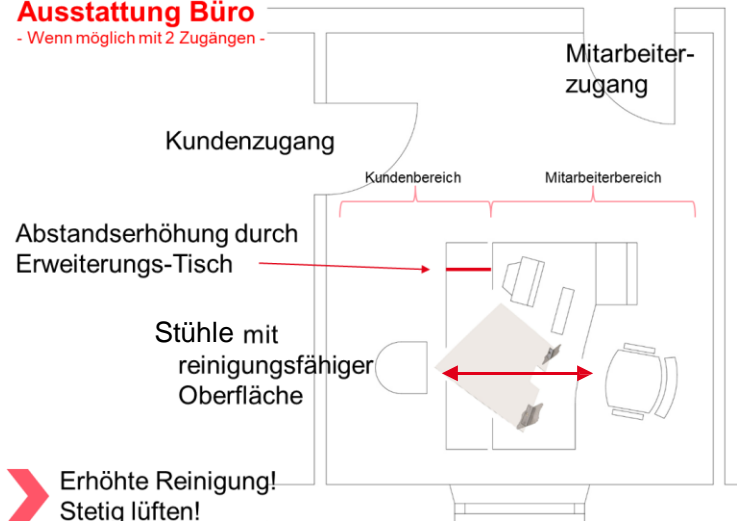 Ausstattung Büro
- Wenn möglich mit 2 Zugängen -
Mitarbeiter-
zugang
Kundenzugang
Kundenbereich
Mitarbeiterbereich
Abstandserhöhung durch
Erweiterungs-Tisch
Stühle mit
reinigungsfähiger
Oberfläche
Erhöhte Reinigung!
Stetig lüften!